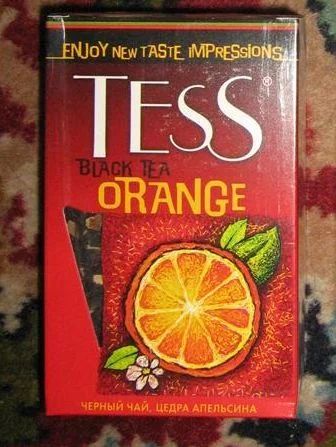 ENJOY NEW TASTE IMPRESSIONS
TESS®
BLACK TEA
ORANGE
ЧЕРНЫЙ ЧАЙ, ЦЕДРА АПЕЛЬСИНА